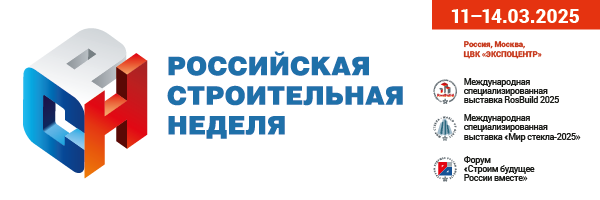 РОССИЙСКАЯ
СТРОИТЕЛЬНАЯ
НЕДЕЛЯ
11–14.03.2025
Россия, Москва,
ЦВК «ЭКСПОЦЕНТР»
Международная
специализированная
выставка RosBuild 2025
Международная
специализированная
выставка «Мир стекла-2025»
Форум
«Строим будущее
России вместе»